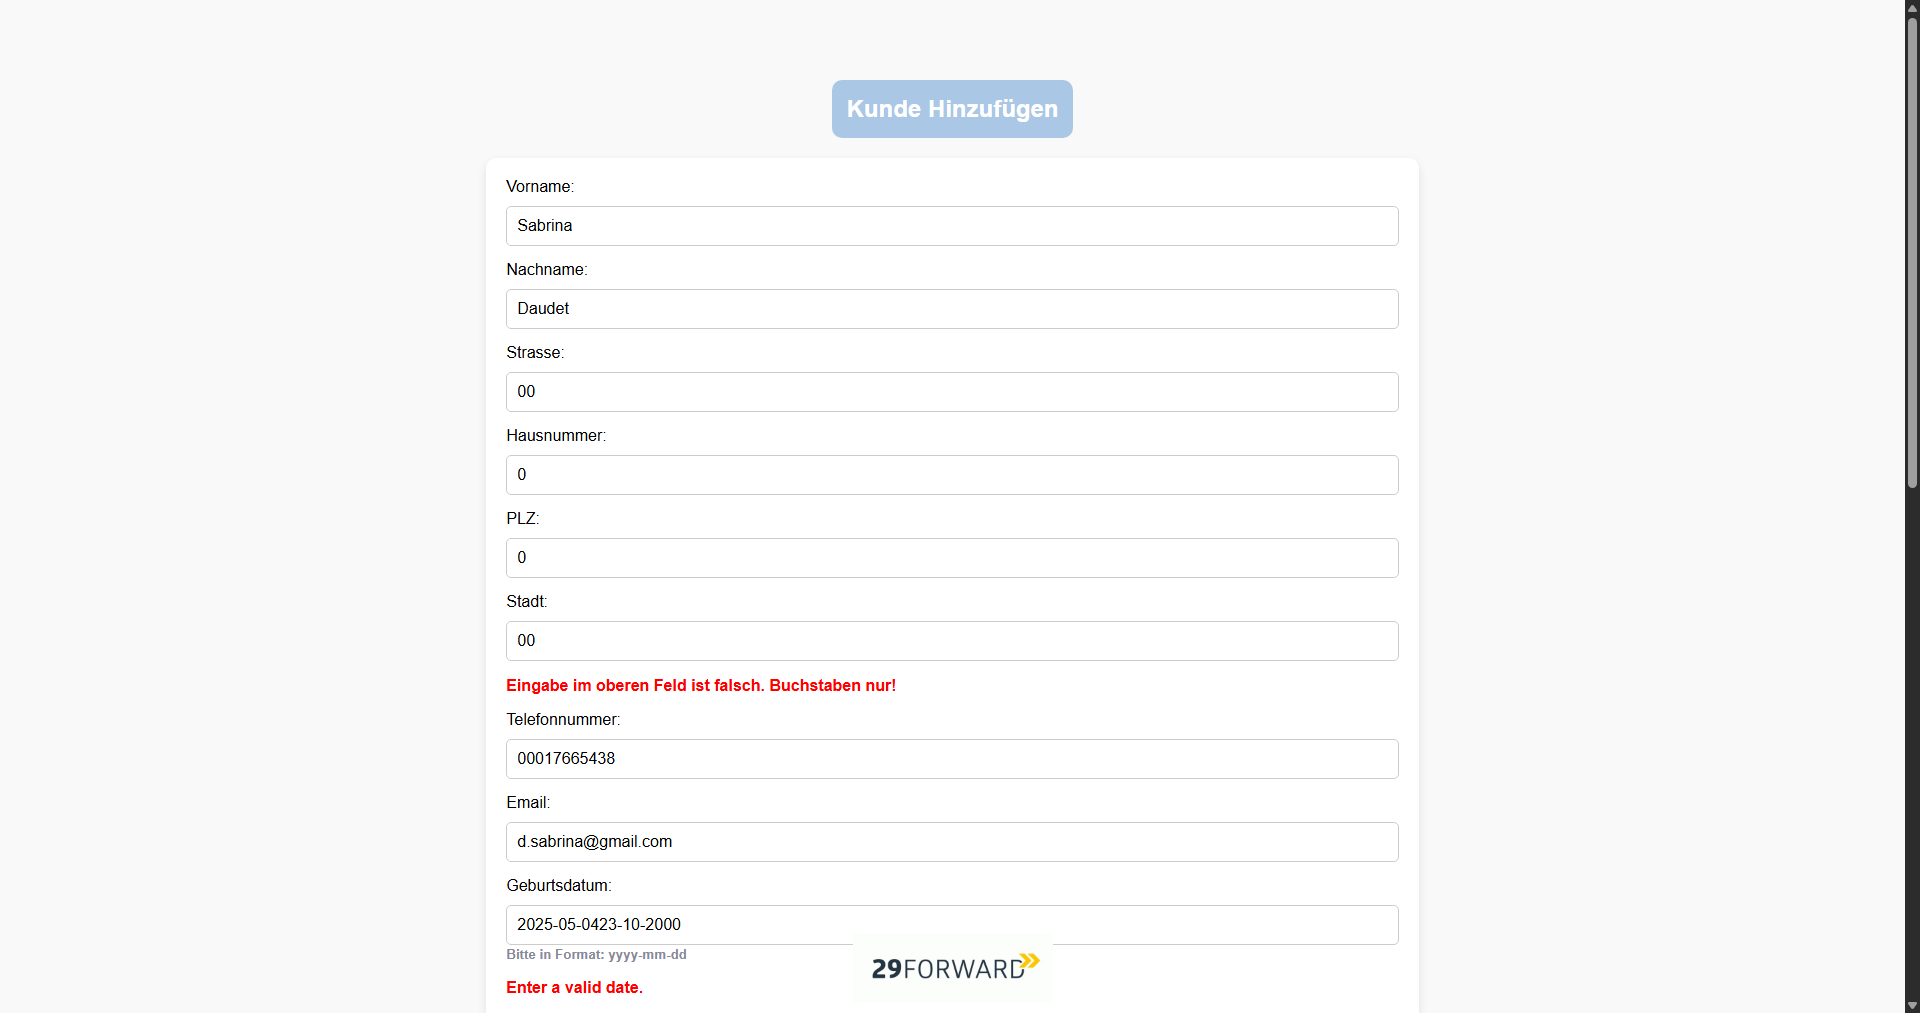 Kunde Hinzufügen
Vorname:
Sabrina
Nachname:
Daudet
Strasse:
00
Hausnummer:
0
PLZ:
0
Stadt:
00
Eingabe im oberen Feld ist falsch. Buchstaben nur!
Telefonnummer:
00017665438
Email:
d.sabrina@gmail.com
Geburtsdatum:
2025-05-0423-10-2000
Bitte in Format: yyyy-mm-dd
29FORWARD
Enter a valid date.